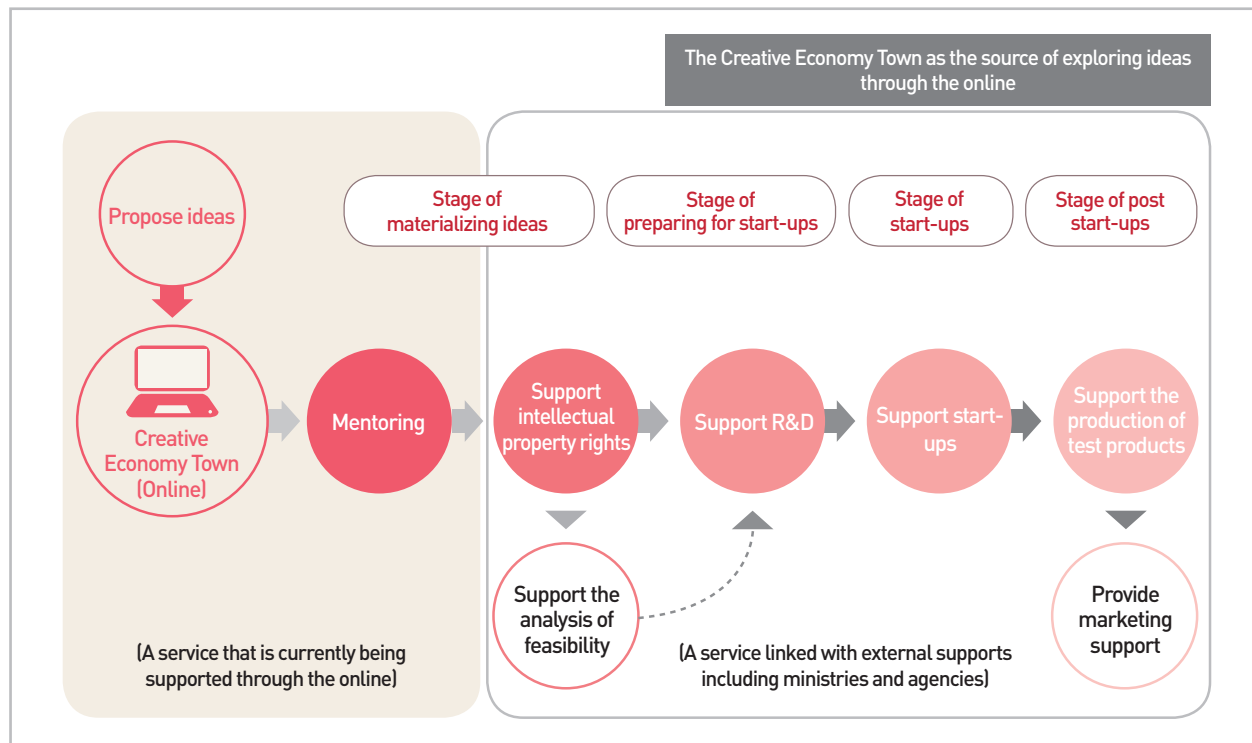 The Creative Economy Town as the source of exploring ideas
through the online
Propose ideas
Stage of
materializing ideas
Stage of
preparing for start-ups
Stage of
start-ups
Stage of post
start-ups
Creative
Economy Town
(Online)
Mentoring
Support
intellectual
property rights
Support R&D
Support start-
ups
Support the
production of
test products
Support the
analysis of
feasibility
Provide
marketing
support
(A service that is currently being
supported through the online)
(A service linked with external supports
including ministries and agencies)